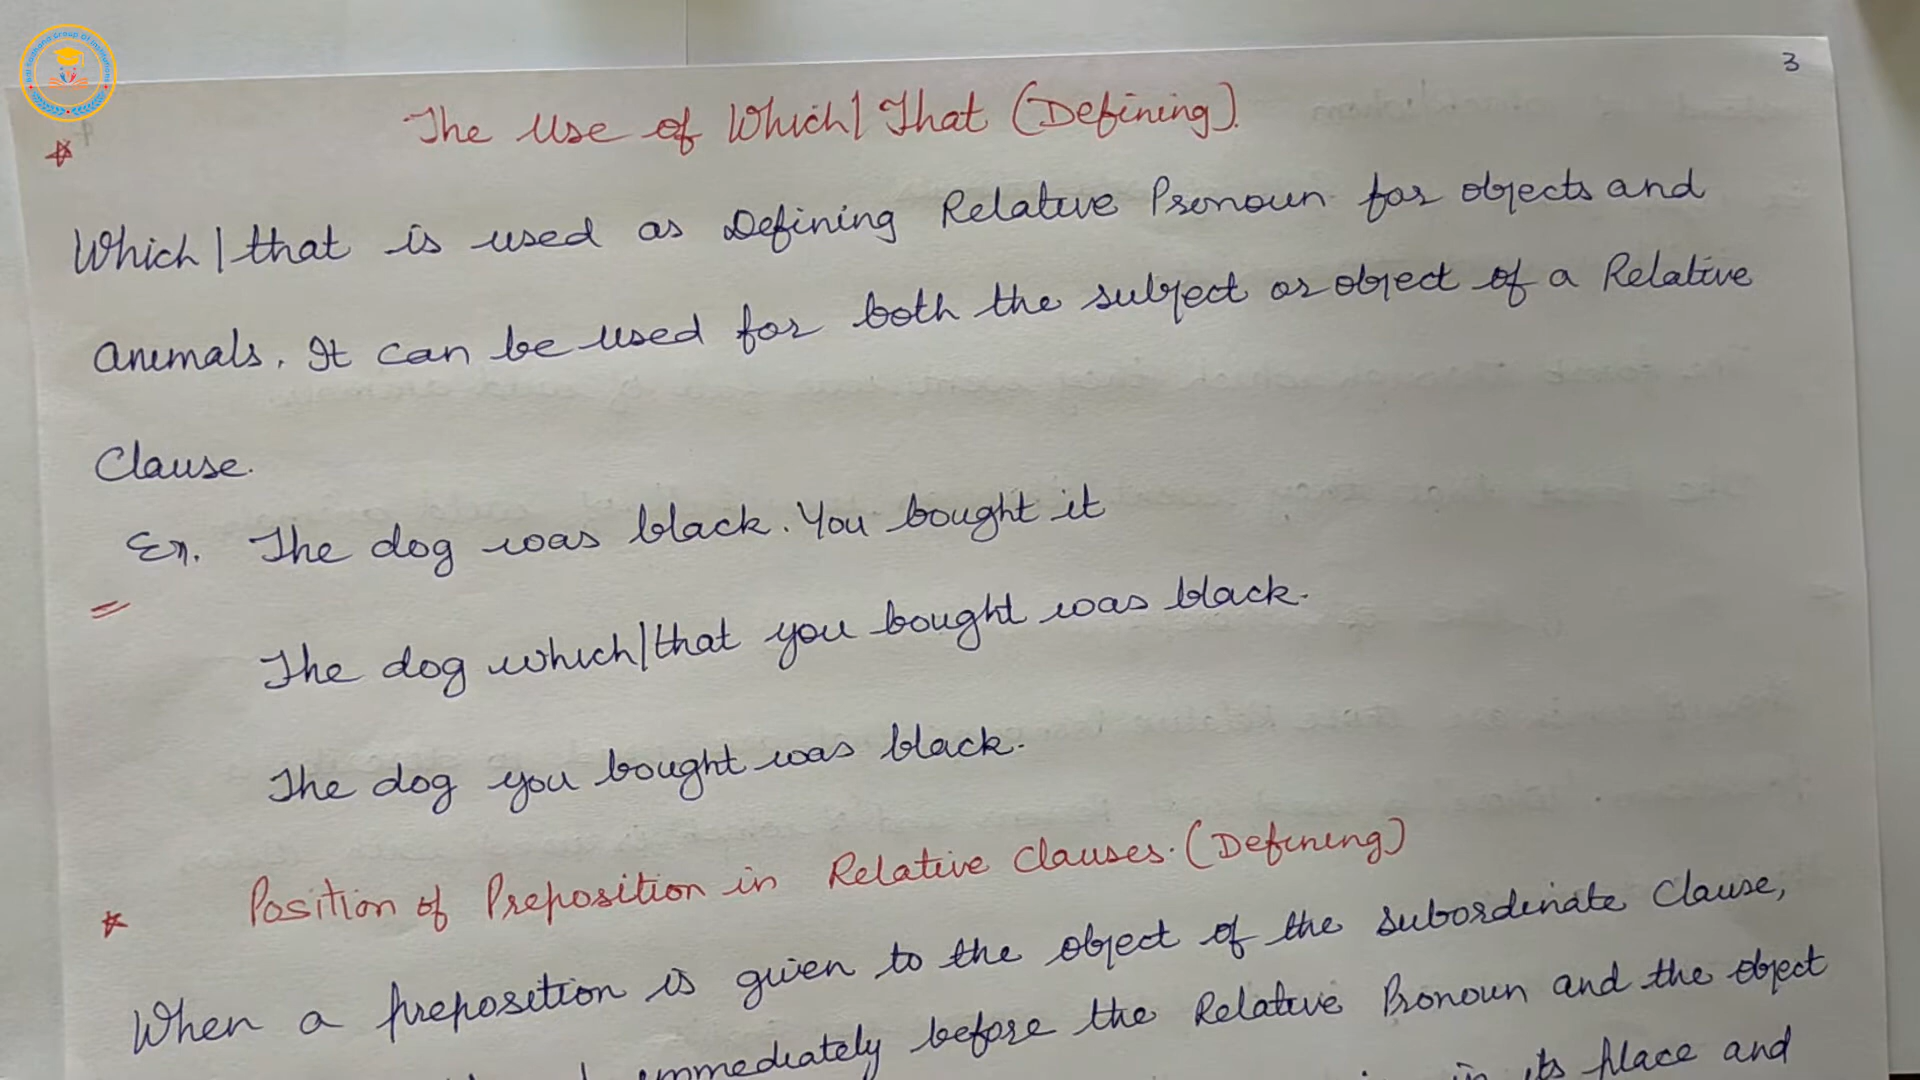 3
The Use of Which/That (Defining).
Which/that is used as Defining Relative Pronoun for objects and
animals. It can be used for both the subject or object of a Relative
Clause.
Ex. The dog was black. You bought it
The dog which/that you bought was black.
The dog you bought was black.
Position of Preposition in Relative Clauses. (Defining)
When a preposition is given to the object of the subordinate Clause,
immediately before the Relative Pronoun and the object
in its place and